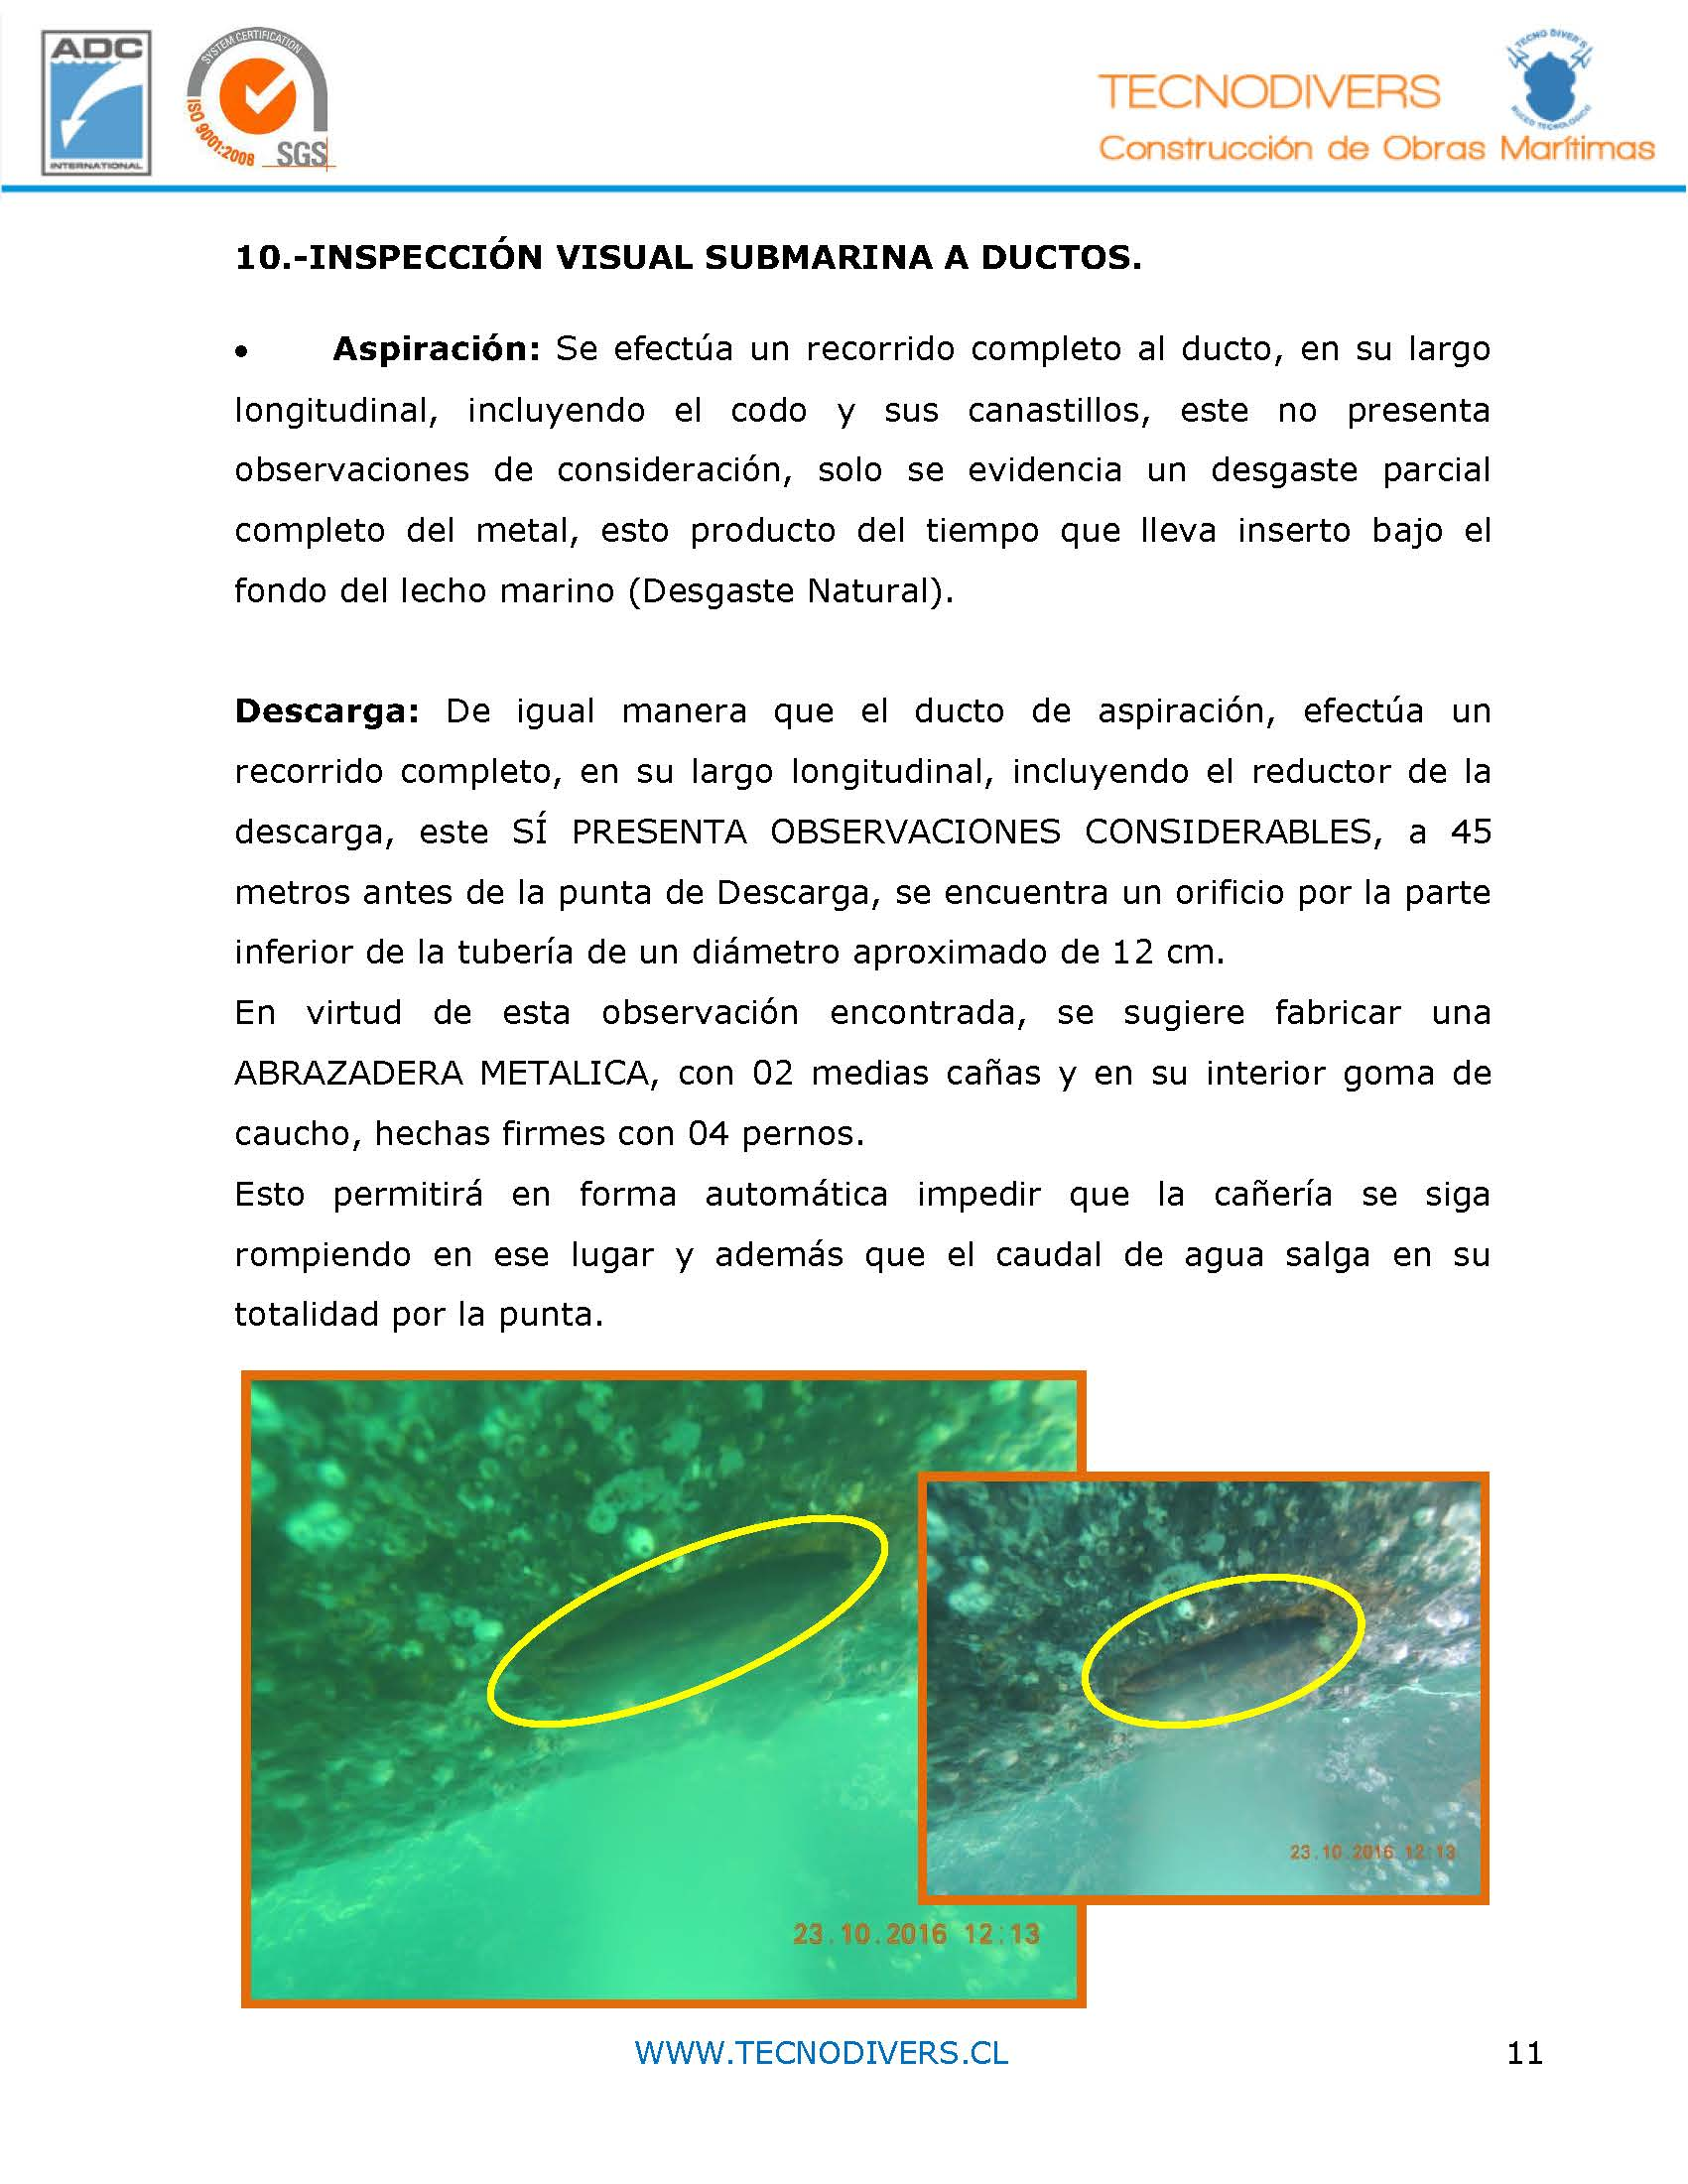 ADC
INTERNATIONAL
SYSTEM CERTIFICATION
ISO 9001:2008
SGS
TECNODIVERS
Construcción de Obras Marítimas
TECNO DIVER'S
BUCEO TECNOLOGICO
10.-INSPECCIÓN VISUAL SUBMARINA A DUCTOS.
• Aspiración: Se efectúa un recorrido completo al ducto, en su largo
longitudinal, incluyendo el codo y sus canastillos, este no presenta
observaciones de consideración, solo se evidencia un desgaste parcial
completo del metal, esto producto del tiempo que lleva inserto bajo el
fondo del lecho marino (Desgaste Natural).
Descarga: De igual manera que el ducto de aspiración, efectúa un
recorrido completo, en su largo longitudinal, incluyendo el reductor de la
descarga, este SÍ PRESENTA OBSERVACIONES CONSIDERABLES, a 45
metros antes de la punta de Descarga, se encuentra un orificio por la parte
inferior de la tubería de un diámetro aproximado de 12 cm.
En virtud de esta observación encontrada, se sugiere fabricar una
ABRAZADERA METALICA, con 02 medias cañas y en su interior goma de
caucho, hechas firmes con 04 pernos.
Esto permitirá en forma automática impedir que la cañería se siga
rompiendo en ese lugar y además que el caudal de agua salga en su
totalidad por la punta.
23.10.2016 12:13
23.10.2016 12:13
WWW.TECNODIVERS.CL
11